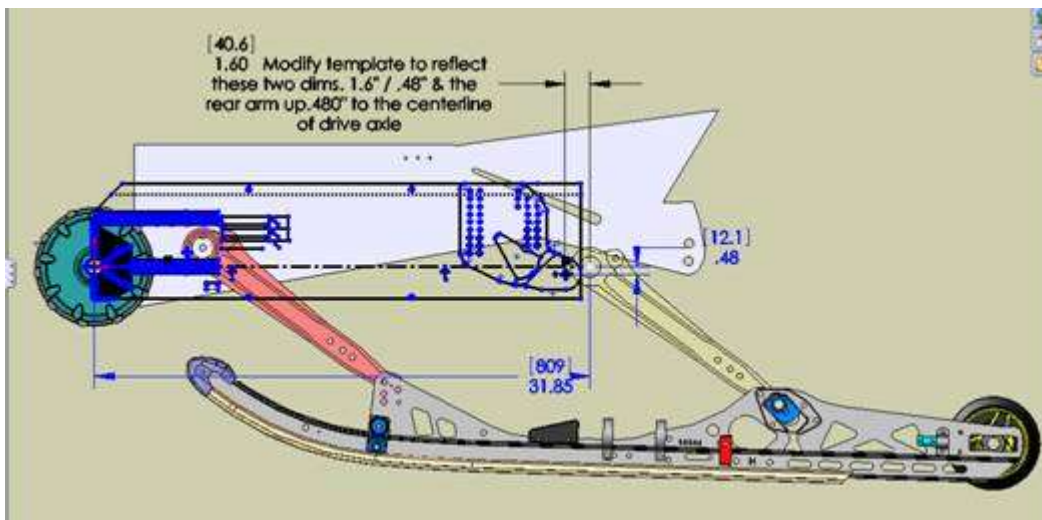 [40.6]
1.60 Modify template to reflect
these two dims. 1.6" / .48" & the
rear arm up .480" to the centerline
of drive axle
[12.1]
.48
[809]
31.85